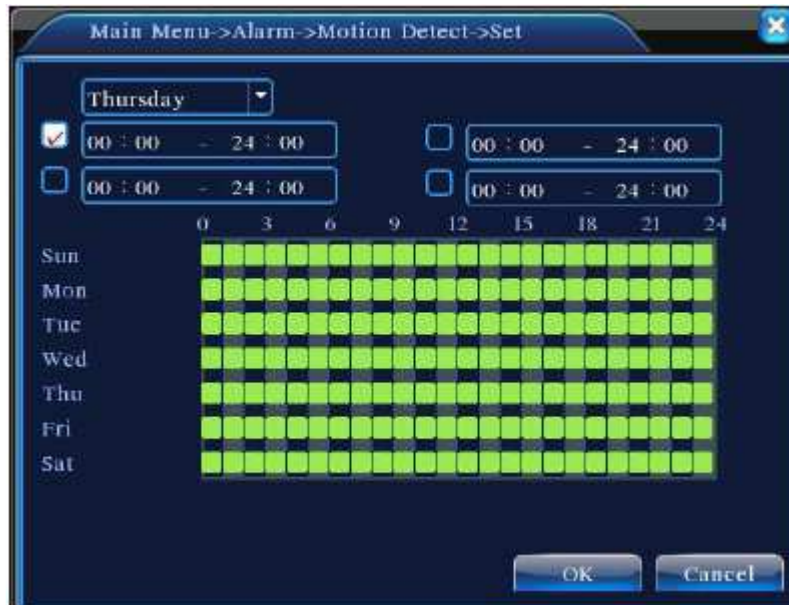 Main Menu->Alarm->Motion Detect->Set
Thursday
00 : 00 - 24 : 00 00 : 00 - 24 : 00
00 : 00 - 24 : 00 00 : 00 - 24 : 00
0 3 6 9 12 15 18 21 24
Sun
Mon
Tue
Wed
Thu
Fri
Sat
OK Cancel